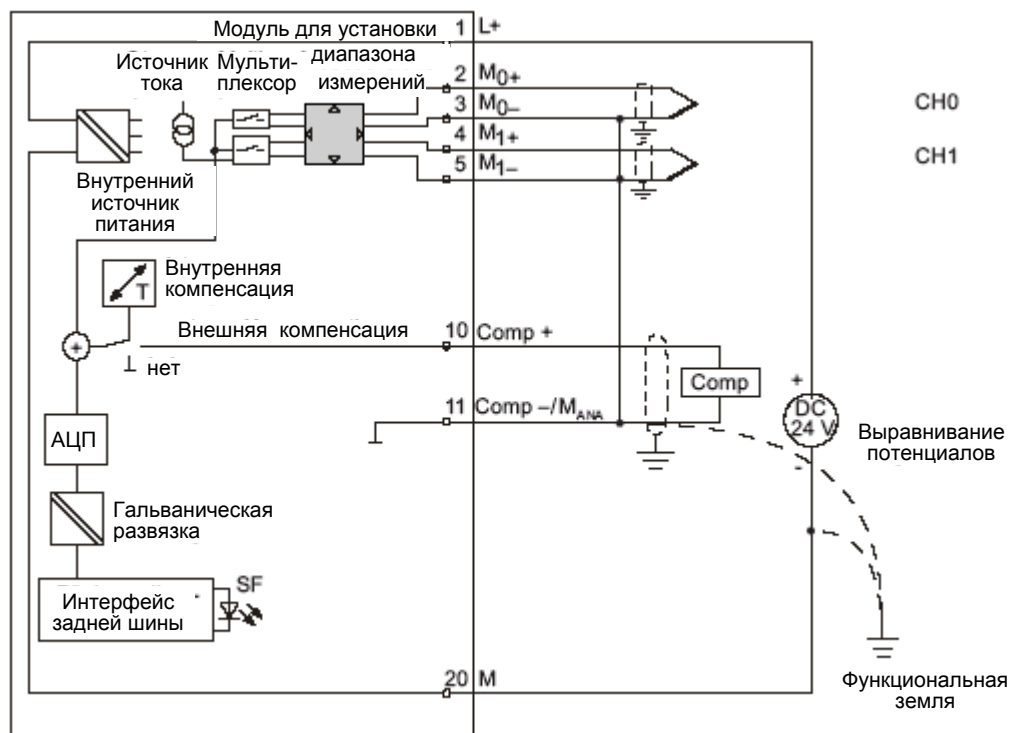 Модуль для установки
диапазона
измерений
Источник
тока
Мульти-
плексор
1 L+
2 M0+
3 M0–
4 M1+
5 M1–
CH0
CH1
Внутренний
источник
питания
Внутренняя
компенсация
T
Внешняя компенсация
10 Comp +
+
нет
Comp
11 Comp –/MANA
+
DC
24 V
-
АЦП
Выравнивание
потенциалов
Гальваническая
развязка
SF
Интерфейс
задней шины
20 M
Функциональная
земля